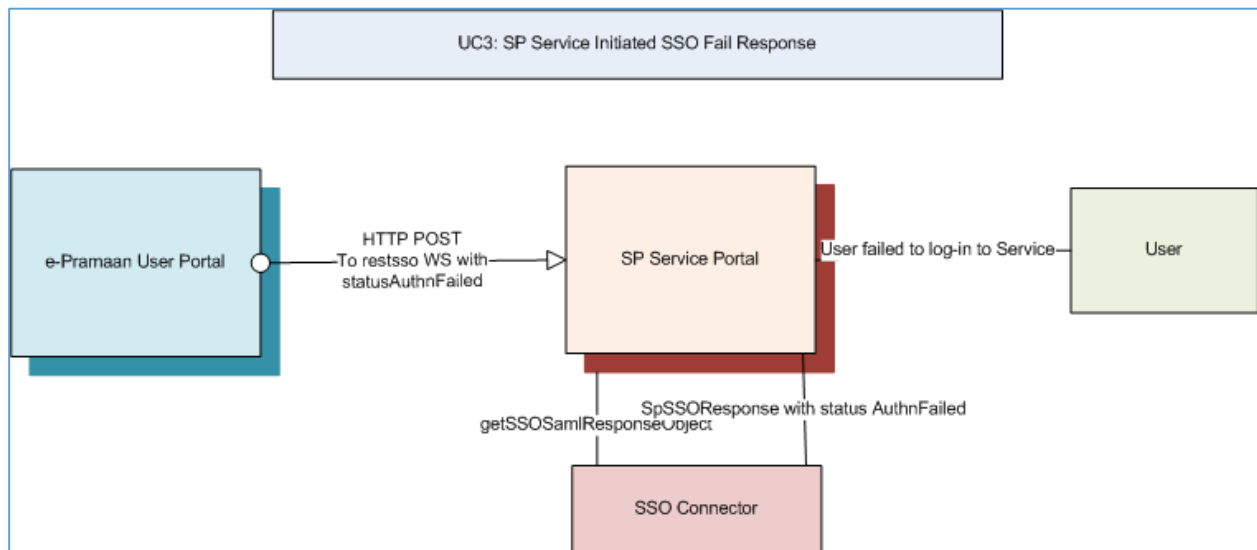 UC3: SP Service Initiated SSO Fail Response
e-Pramaan User Portal
HTTP POST
To restsso WS with
statusAuthnFailed
SP Service Portal
User failed to log-in to Service
User
SpSSOResponse with status AuthnFailed
getSSOSamlResponseObject
SSO Connector